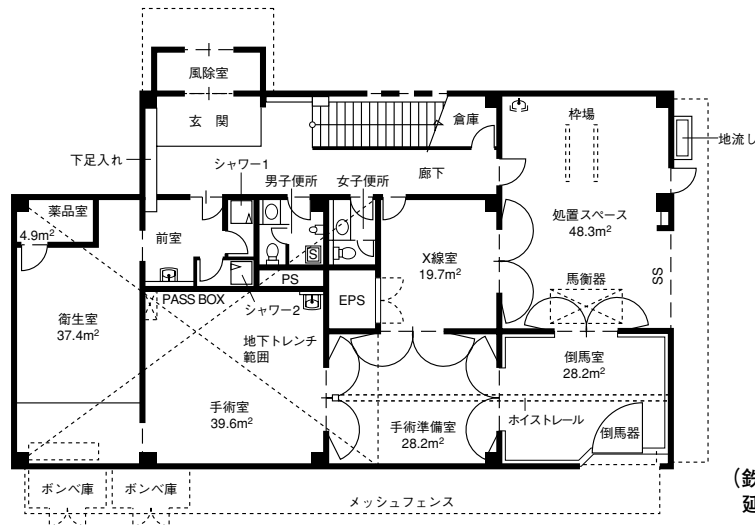 風除室
玄　関
倉庫
枠場
地流し
下足入れ
シャワー1
男子便所
女子便所
廊下
薬品室
4.9m²
前室
S
X線室
19.7m²
処置スペース
48.3m²
馬衡器
SS
PS
EPS
PASS BOX
シャワー2
衛生室
37.4m²
地下トレンチ
範囲
倒馬室
28.2m²
手術室
39.6m²
手術準備室
28.2m²
ホイストレール
倒馬器
ボンベ庫
ボンベ庫
メッシュフェンス
（鉄
延